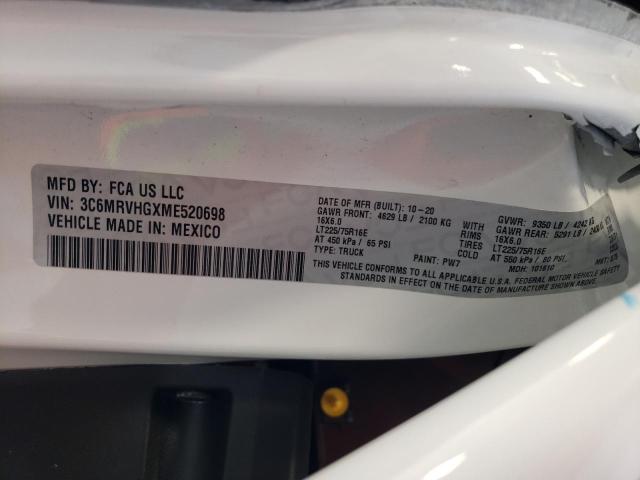 MFD BY: FCA US LLC
VIN: 3C6MRVHGXME520698
VEHICLE MADE IN: MEXICO
DATE OF MFR (BUILT): 10-20
GAWR FRONT: 4629 LB / 2100 KG
16X6.0
LT225/75R16E
AT 450 kPa / 65 PSI
TYPE: TRUCK
PAINT: PW7
WITH
RIMS
TIRES
COLD
GVWR: 9350 LB / 4242 KG
GAWR REAR: 5291 LB / 2400 KG
16X6.0
LT225/75R16E
AT 550 kPa / 80 PSI
MDH: 101610
THIS VEHICLE CONFORMS TO ALL APPLICABLE U.S.A. FEDERAL MOTOR VEHICLE SAFETY
STANDARDS IN EFFECT ON THE DATE OF MANUFACTURE SHOWN ABOVE.